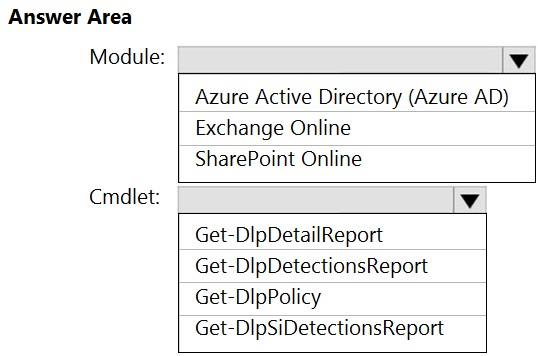 Answer Area
Module:
Azure Active Directory (Azure AD)
Exchange Online
SharePoint Online
Cmdlet:
Get-DlpDetailReport
Get-DlpDetectionsReport
Get-DlpPolicy
Get-DlpSiDetectionsReport